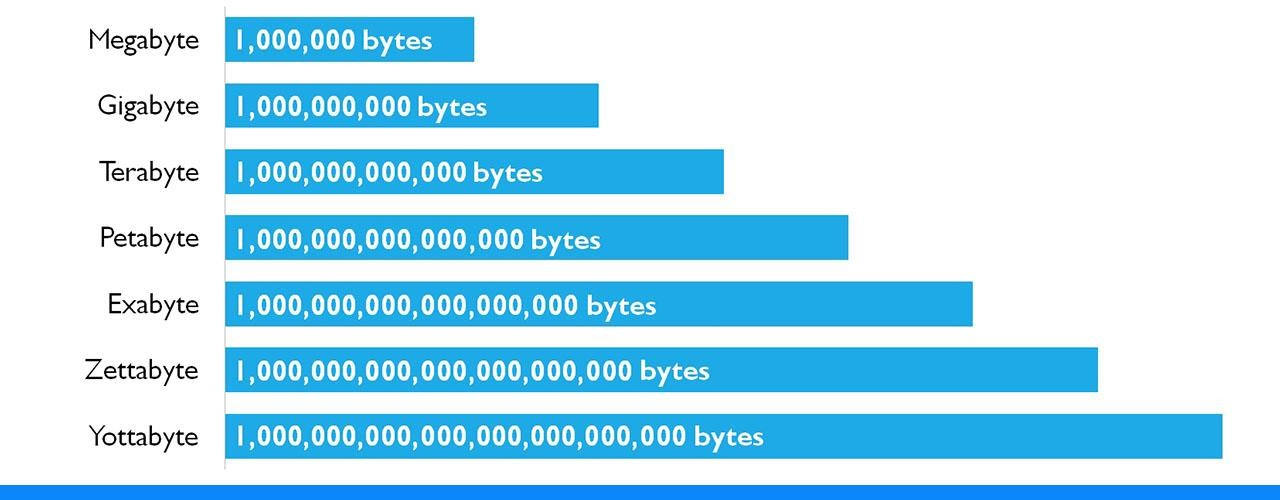 Megabyte 1,000,000 bytes
Gigabyte 1,000,000,000 bytes
Terabyte 1,000,000,000,000 bytes
Petabyte 1,000,000,000,000,000 bytes
Exabyte 1,000,000,000,000,000,000 bytes
Zettabyte 1,000,000,000,000,000,000,000 bytes
Yottabyte 1,000,000,000,000,000,000,000,000 bytes